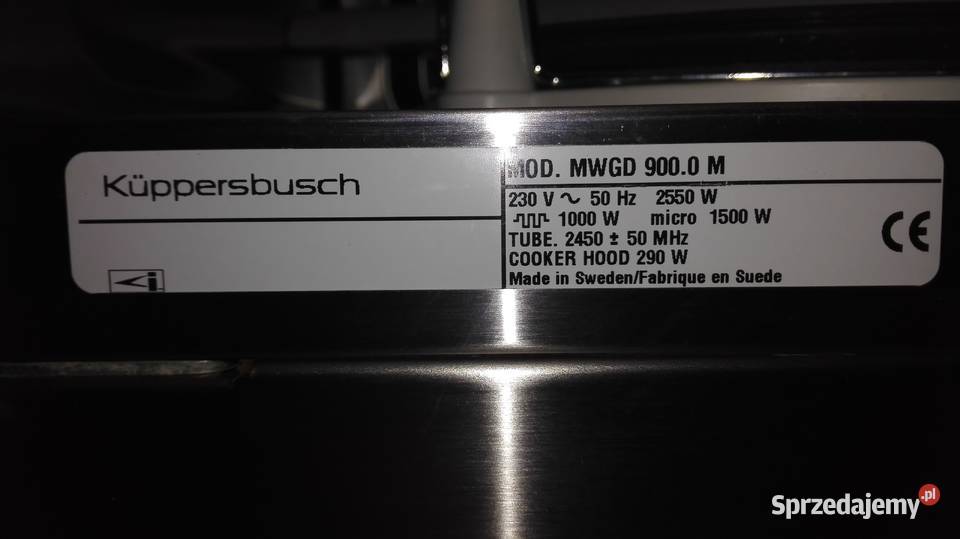 Küppersbusch
MOD. MWGD 900.0 M
230 V ~ 50 Hz 2550 W
1000 W micro 1500 W
TUBE. 2450 ± 50 MHz
COOKER HOOD 290 W
Made in Sweden/Fabrique en Suede
CE
Sprzedajemy.pl